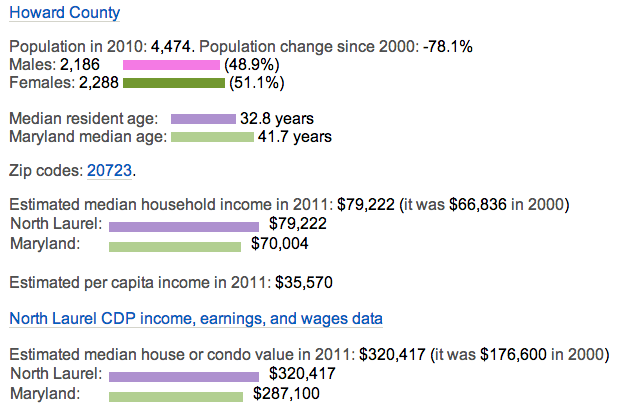 Howard County
Population in 2010: 4,474. Population change since 2000: -78.1%
Males: 2,186 (48.9%)
Females: 2,288 (51.1%)
Median resident age: 32.8 years
Maryland median age: 41.7 years
Zip codes: 20723.
Estimated median household income in 2011: $79,222 (it was $66,836 in 2000)
North Laurel: $79,222
Maryland: $70,004
Estimated per capita income in 2011: $35,570
North Laurel CDP income, earnings, and wages data
Estimated median house or condo value in 2011: $320,417 (it was $176,600 in 2000)
North Laurel: $320,417
Maryland: $287,100